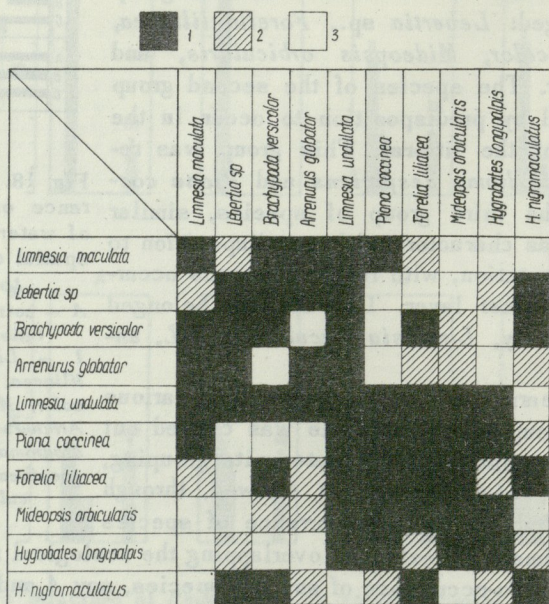 1 2 3
Limnesia maculata
Lebertia sp
Brachypoda versicolor
Arrenurus globator
Limnesia undulata
Piona coccinea
Forelia liliacea
Mideopsis orbicularis
Hygrobates longipalpis
H. nigromaculatus
Limnesia maculata
Lebertia sp
Brachypoda versicolor
Arrenurus globator
Limnesia undulata
Piona coccinea
Forelia liliacea
Mideopsis orbicularis
Hygrobates longipalpis
H. nigromaculatus